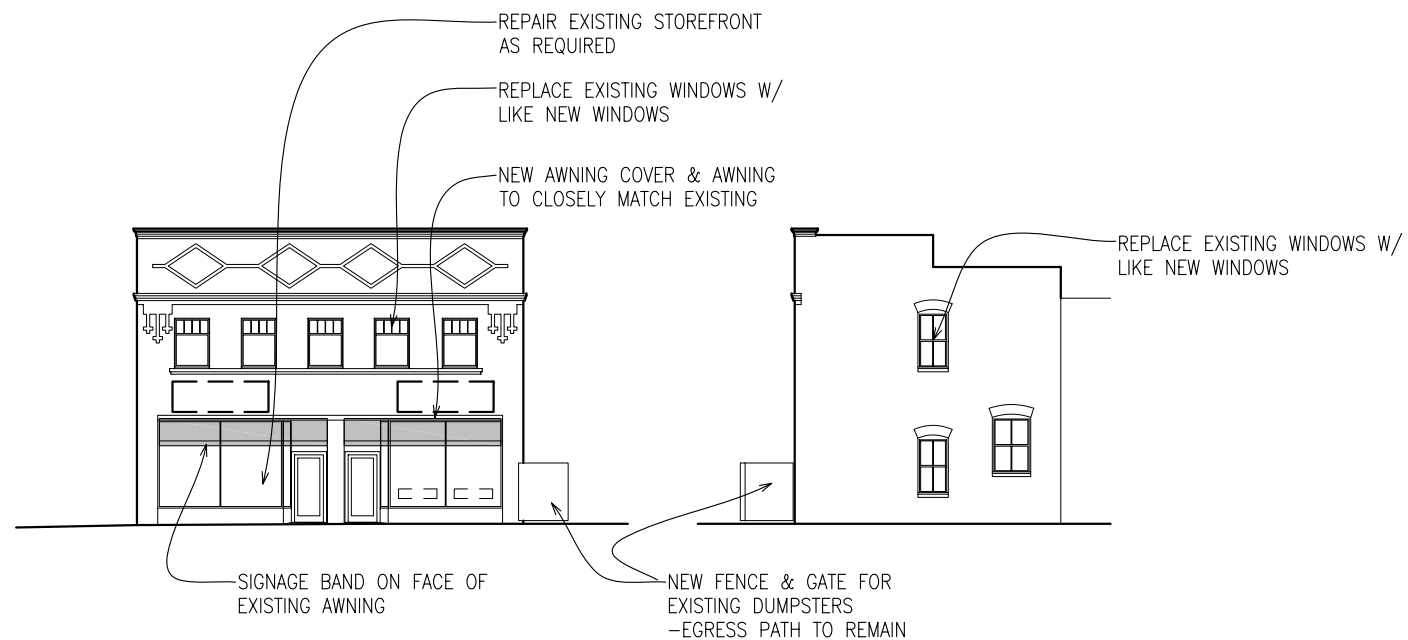 REPAIR EXISTING STOREFRONT
AS REQUIRED
REPLACE EXISTING WINDOWS W/
LIKE NEW WINDOWS
NEW AWNING COVER & AWNING
TO CLOSELY MATCH EXISTING
REPLACE EXISTING WINDOWS W/
LIKE NEW WINDOWS
SIGNAGE BAND ON FACE OF
EXISTING AWNING
NEW FENCE & GATE FOR
EXISTING DUMPSTERS
-EGRESS PATH TO REMAIN